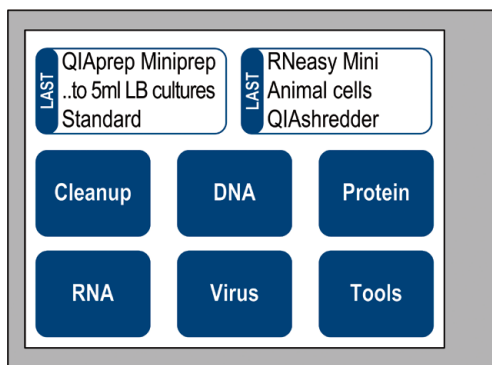 LAST
QIAprep Miniprep
..to 5ml LB cultures
Standard
LAST
RNeasy Mini
Animal cells
QIAshredder
Cleanup
DNA
Protein
RNA
Virus
Tools